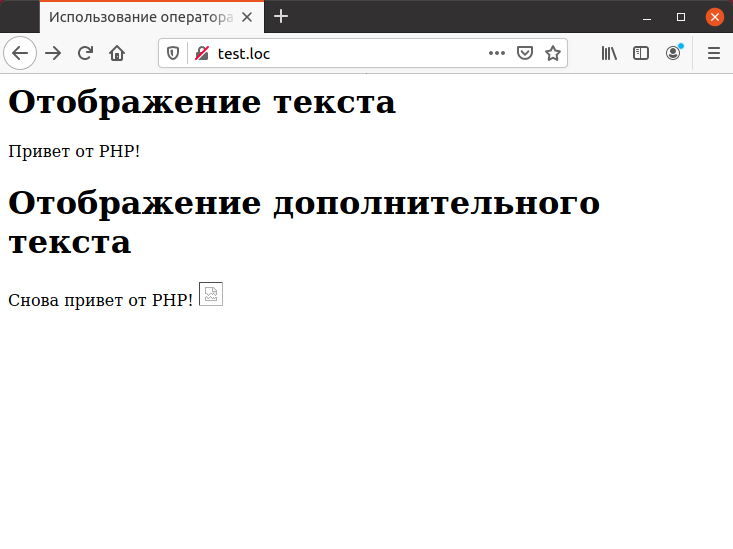 Использование оператора
test.loc
Отображение текста
Привет от PHP!
Отображение дополнительного
текста
Снова привет от PHP!